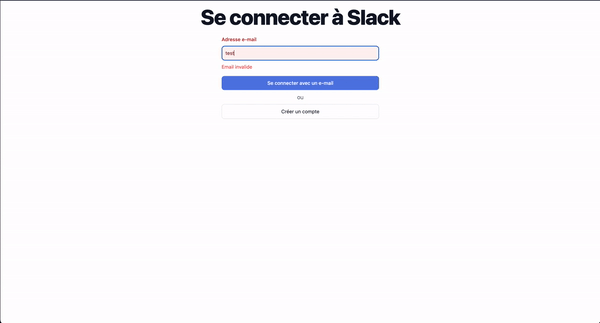 Se connecter à Slack
Adresse e-mail
test
Email invalide
Se connecter avec un e-mail
OU
Créer un compte